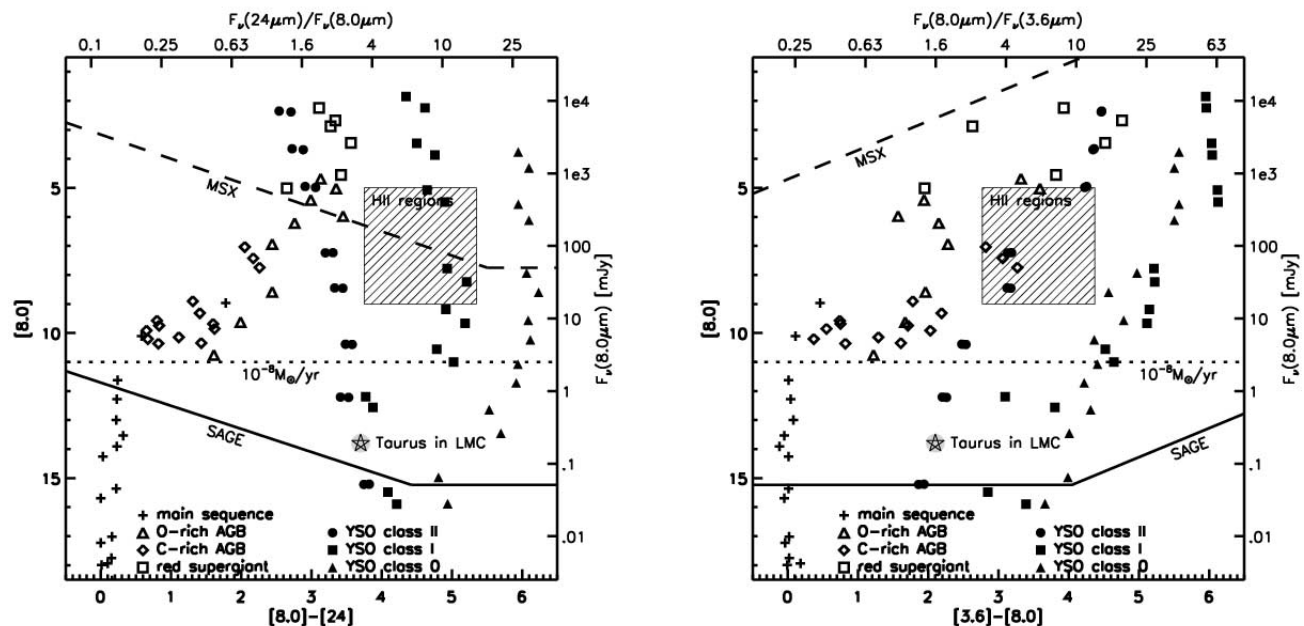 Fν(24μm)/Fν(8.0μm)
0.1 0.25 0.63 1.6 4 10 25
[8.0]
5
10
15
MSX
HII regions
10⁻⁸M☉/yr
SAGE
Taurus in LMC
main sequence
O-rich AGB
C-rich AGB
red supergiant
YSO class II
YSO class I
YSO class 0
1e4
1e3
100
10
1
.1
.01
Fν(8.0μm) [mJy]
0 1 2 3 4 5 6
[8.0]-[24]
Fν(8.0μm)/Fν(3.6μm)
0.25 0.63 1.6 4 10 25 63
[8.0]
5
10
15
MSX
HII regions
10⁻⁸M☉/yr
Taurus in LMC
SAGE
main sequence
O-rich AGB
C-rich AGB
red supergiant
YSO class II
YSO class I
YSO class 0
1e4
1e3
100
10
1
.1
.01
Fν(8.0μm) [mJy]
0 1 2 3 4 5 6
[3.6]-[8.0]